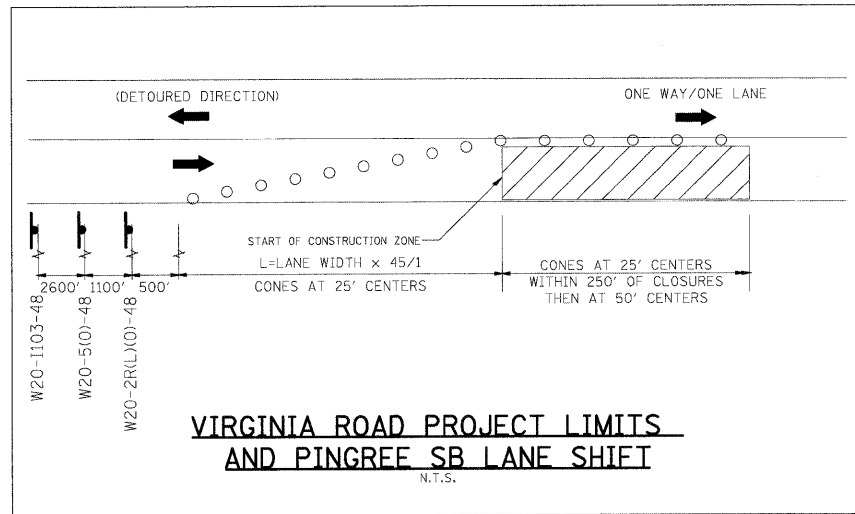 (DETOURED DIRECTION)
ONE WAY/ONE LANE
START OF CONSTRUCTION ZONE
L=LANE WIDTH x 45/1
CONES AT 25' CENTERS
CONES AT 25' CENTERS
WITHIN 250' OF CLOSURES
THEN AT 50' CENTERS
2600' 1100' 500'
W20-I103-48
W20-5(O)-48
W20-2R(L)(O)-48
VIRGINIA ROAD PROJECT LIMITS
AND PINGREE SB LANE SHIFT
N.T.S.